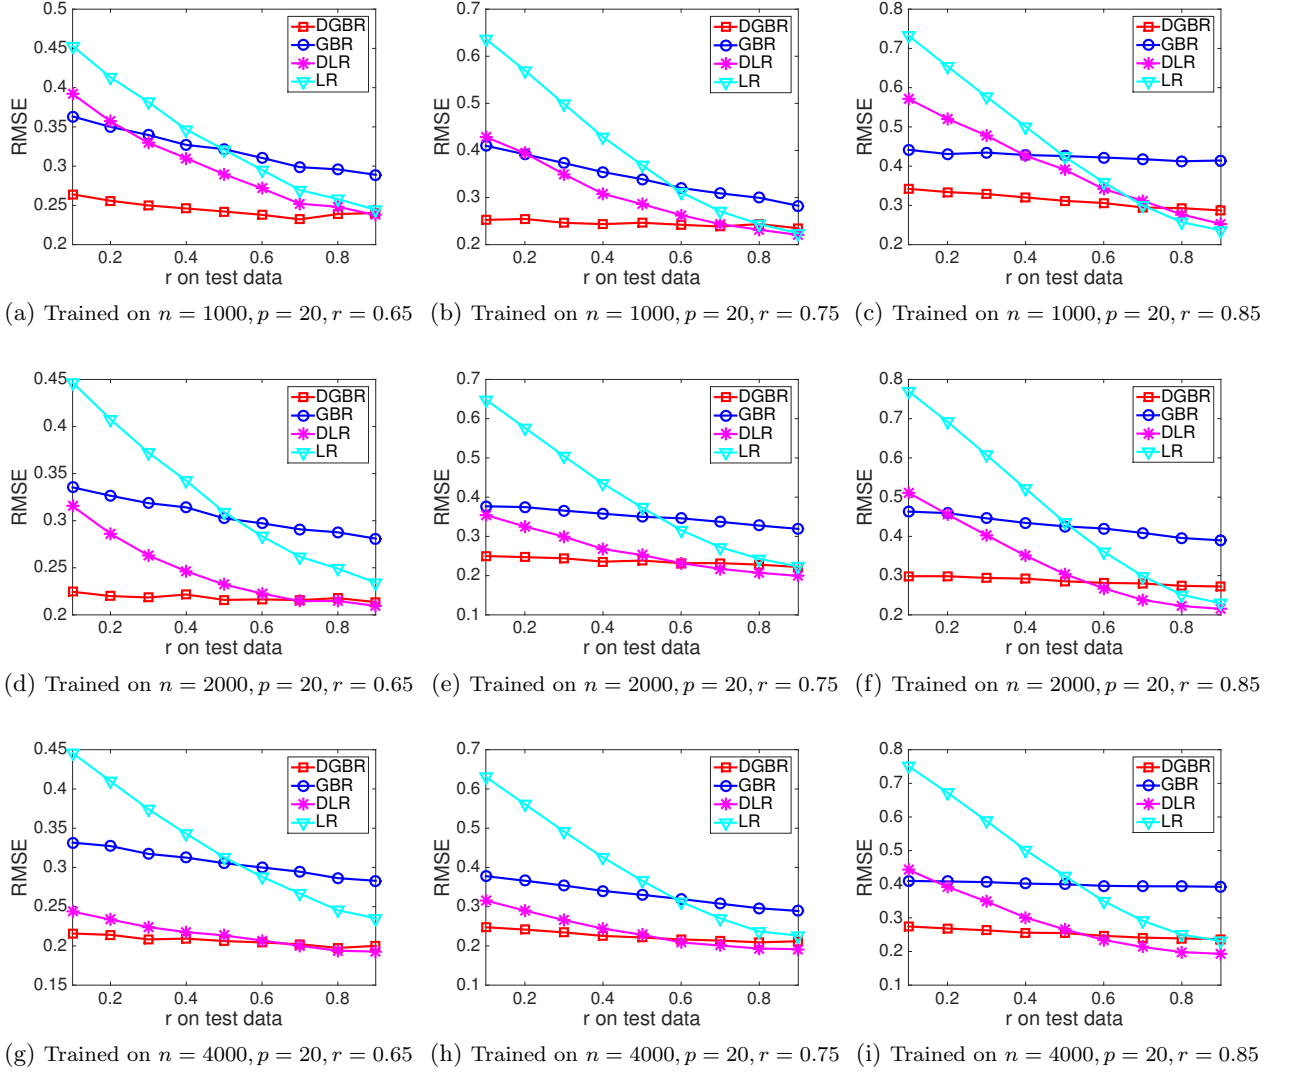 0.5
0.45
0.4
0.35
0.3
0.25
0.2
RMSE
DGBR
GBR
DLR
LR
0.2 0.4 0.6 0.8
r on test data
(a) Trained on n = 1000, p = 20, r = 0.65
0.7
0.6
0.5
0.4
0.3
0.2
RMSE
DGBR
GBR
DLR
LR
0.2 0.4 0.6 0.8
r on test data
(b) Trained on n = 1000, p = 20, r = 0.75
0.8
0.7
0.6
0.5
0.4
0.3
0.2
RMSE
DGBR
GBR
DLR
LR
0.2 0.4 0.6 0.8
r on test data
(c) Trained on n = 1000, p = 20, r = 0.85
0.45
0.4
0.35
0.3
0.25
0.2
RMSE
DGBR
GBR
DLR
LR
0.2 0.4 0.6 0.8
r on test data
(d) Trained on n = 2000, p = 20, r = 0.65
0.7
0.6
0.5
0.4
0.3
0.2
0.1
RMSE
DGBR
GBR
DLR
LR
0.2 0.4 0.6 0.8
r on test data
(e) Trained on n = 2000, p = 20, r = 0.75
0.8
0.7
0.6
0.5
0.4
0.3
0.2
RMSE
DGBR
GBR
DLR
LR
0.2 0.4 0.6 0.8
r on test data
(f) Trained on n = 2000, p = 20, r = 0.85
0.45
0.4
0.35
0.3
0.25
0.2
0.15
RMSE
DGBR
GBR
DLR
LR
0.2 0.4 0.6 0.8
r on test data
(g) Trained on n = 4000, p = 20, r = 0.65
0.7
0.6
0.5
0.4
0.3
0.2
0.1
RMSE
DGBR
GBR
DLR
LR
0.2 0.4 0.6 0.8
r on test data
(h) Trained on n = 4000, p = 20, r = 0.75
0.8
0.7
0.6
0.5
0.4
0.3
0.2
0.1
RMSE
DGBR
GBR
DLR
LR
0.2 0.4 0.6 0.8
r on test data
(i) Trained on n = 4000, p = 20, r = 0.85